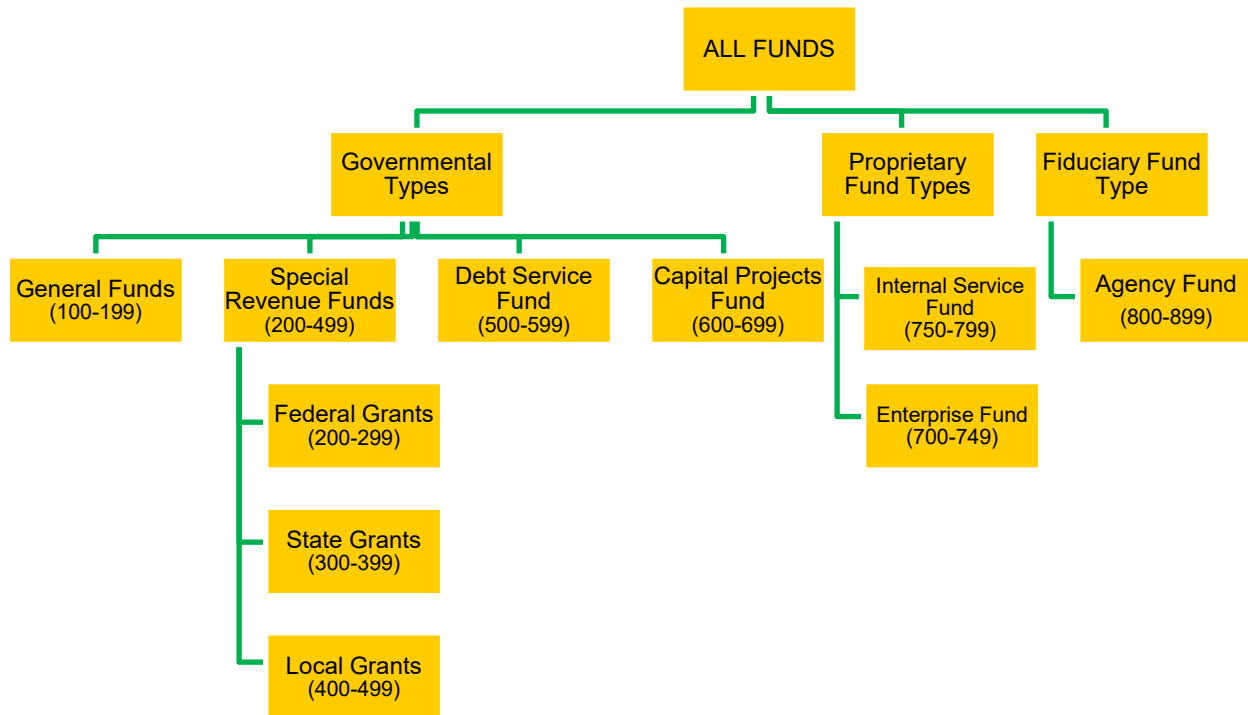 ALL FUNDS
Governmental
Types
Proprietary
Fund Types
Fiduciary Fund
Type
General Funds
(100-199)
Special
Revenue Funds
(200-499)
Debt Service
Fund
(500-599)
Capital Projects
Fund
(600-699)
Internal Service
Fund
(750-799)
Agency Fund
(800-899)
Federal Grants
(200-299)
Enterprise Fund
(700-749)
State Grants
(300-399)
Local Grants
(400-499)